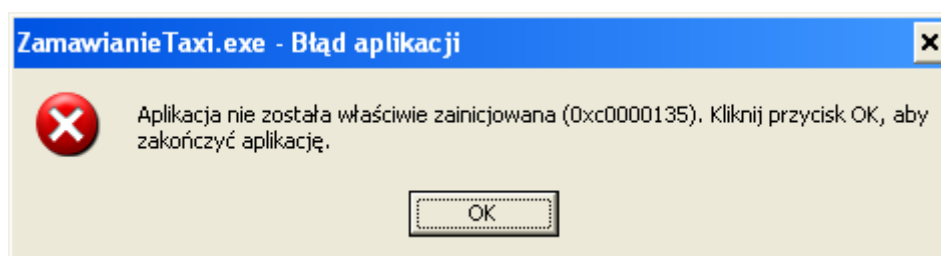 ZamawianieTaxi.exe - Błąd aplikacji
Aplikacja nie została właściwie zainicjowana (0xc0000135). Kliknij przycisk OK, aby
zakończyć aplikację.
OK